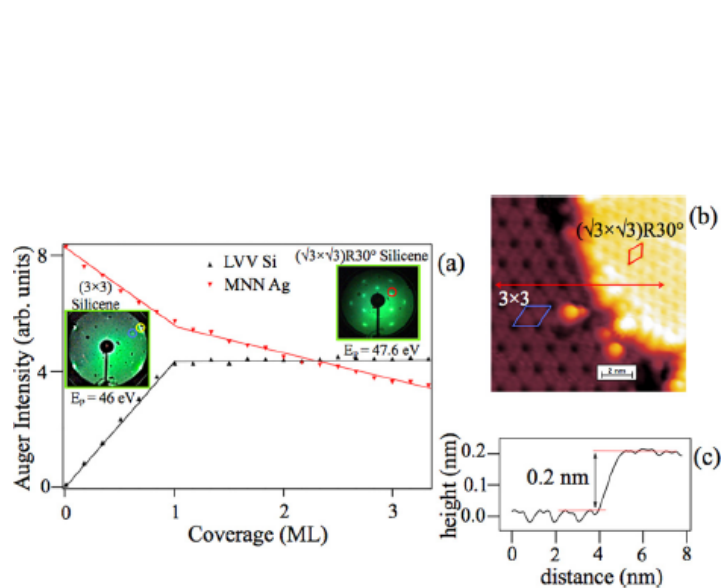 (a)
Auger Intensity (arb. units)
8
4
0
LVV Si
MNN Ag
(3×3)
Silicene
E_P = 46 eV
(√3×√3)R30° Silicene
E_P = 47.6 eV
0
1
2
3
Coverage (ML)
(b)
(√3×√3)R30°
3×3
2 nm
(c)
height (nm)
0.2
0.1
0.0
0.2 nm
0
2
4
6
8
distance (nm)